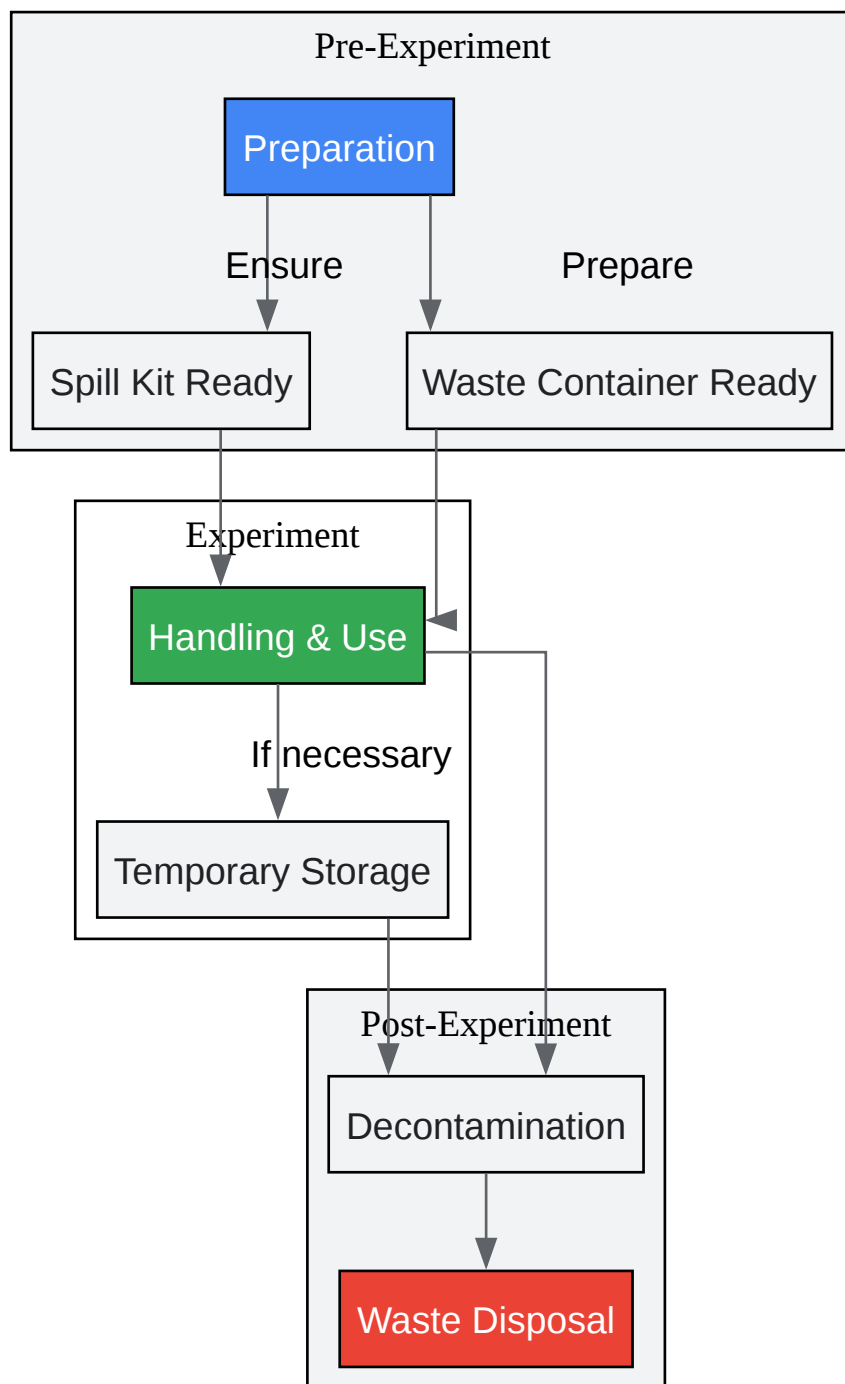 Pre-Experiment
Preparation
Ensure
Prepare
Spill Kit Ready
Waste Container Ready
Experiment
Handling & Use
If necessary
Temporary Storage
Post-Experiment
Decontamination
Waste Disposal